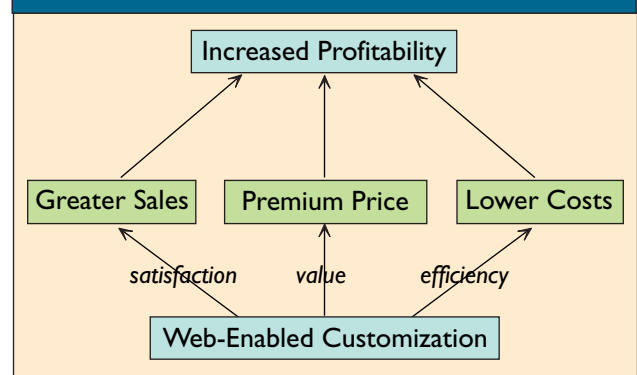 Increased Profitability
Greater Sales
Premium Price
Lower Costs
satisfaction
value
efficiency
Web-Enabled Customization